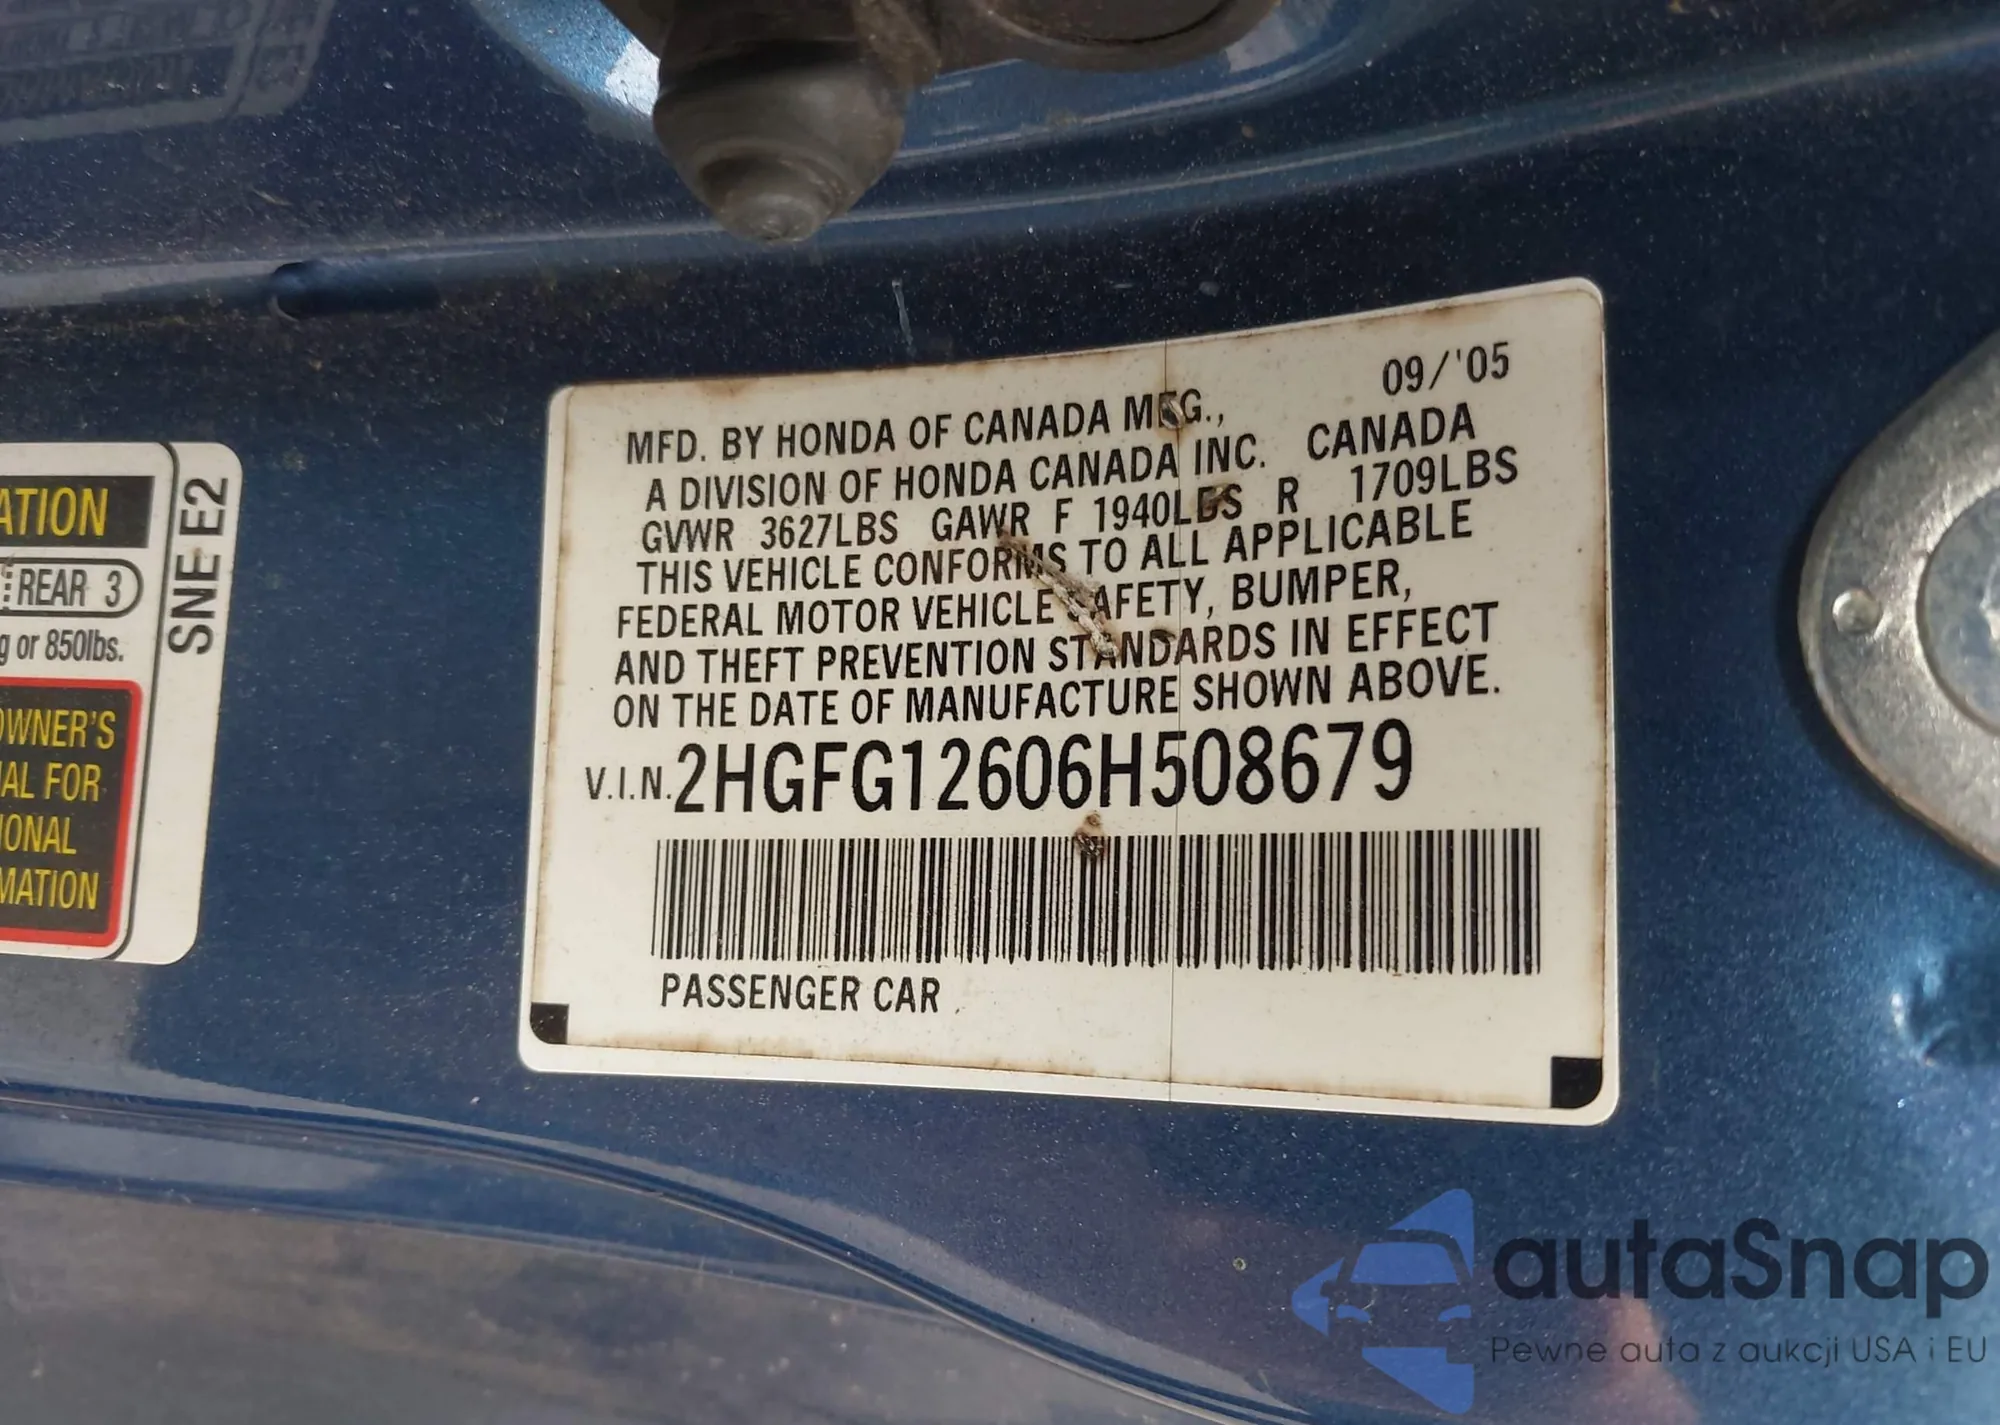 09/'05
MFD. BY HONDA OF CANADA MFG.,
A DIVISION OF HONDA CANADA INC. CANADA
GVWR 3627LBS GAWR F 1940LBS R 1709LBS
THIS VEHICLE CONFORMS TO ALL APPLICABLE
FEDERAL MOTOR VEHICLE SAFETY, BUMPER,
AND THEFT PREVENTION STANDARDS IN EFFECT
ON THE DATE OF MANUFACTURE SHOWN ABOVE.
V.I.N. 2HGFG12606H508679
PASSENGER CAR
ATION
REAR 3
g or 850lbs.
OWNER'S
AL FOR
IONAL
MATION
SNE E2
autaSnap
Pewne auta z aukcji USA i EU